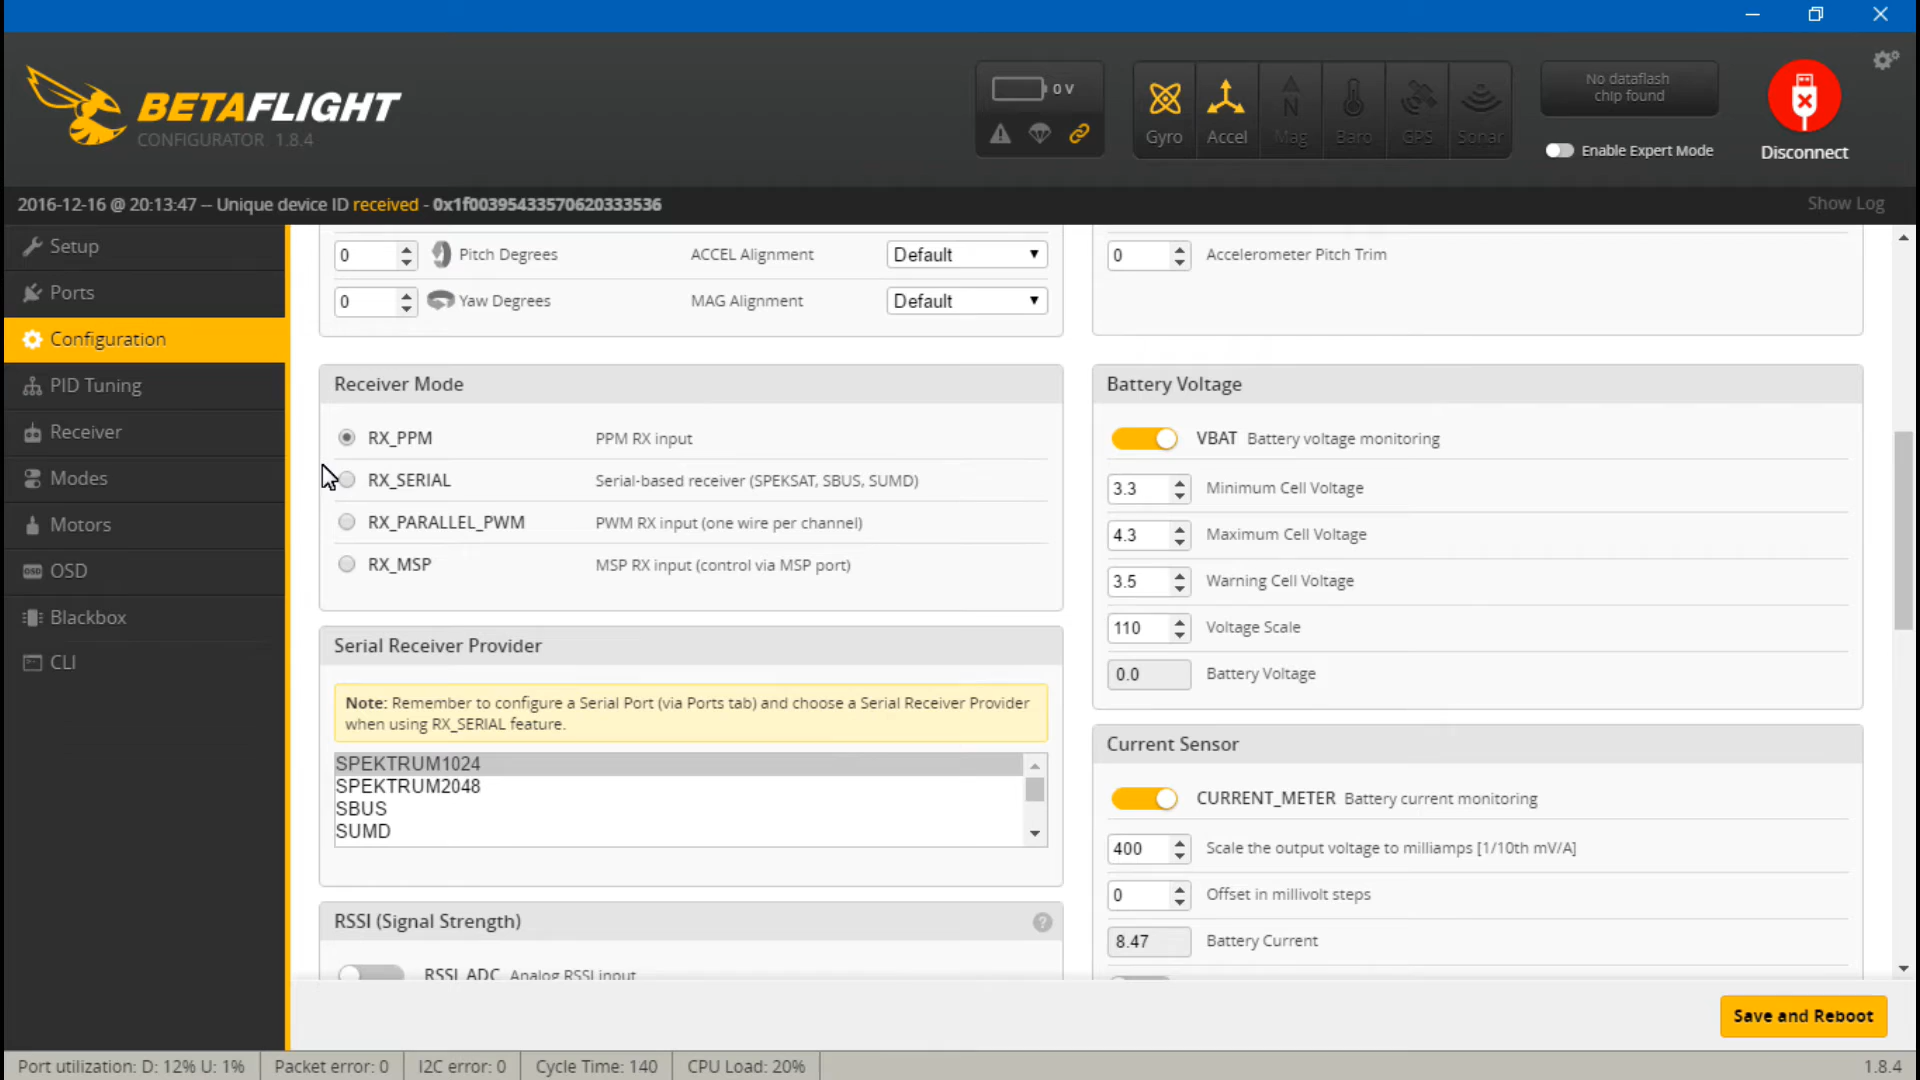 BETAFLIGHT
CONFIGURATOR 1.8.4
0 V
Gyro
Accel
Mag
Baro
GPS
Sonar
No dataflash
chip found
Enable Expert Mode
Disconnect
2016-12-16 @ 20:13:47 -- Unique device ID received - 0x1f00395433570620333536
Show Log
Setup
Ports
Configuration
PID Tuning
Receiver
Modes
Motors
OSD
Blackbox
CLI
0 Pitch Degrees ACCEL Alignment Default
0 Yaw Degrees MAG Alignment Default
0 Accelerometer Pitch Trim
Receiver Mode
RX_PPM PPM RX input
RX_SERIAL Serial-based receiver (SPEKSAT, SBUS, SUMD)
RX_PARALLEL_PWM PWM RX input (one wire per channel)
RX_MSP MSP RX input (control via MSP port)
Serial Receiver Provider
Note: Remember to configure a Serial Port (via Ports tab) and choose a Serial Receiver Provider
when using RX_SERIAL feature.
SPEKTRUM1024
SPEKTRUM2048
SBUS
SUMD
RSSI (Signal Strength)
RSSI_ADC Analog RSSI input
Battery Voltage
VBAT Battery voltage monitoring
3.3 Minimum Cell Voltage
4.3 Maximum Cell Voltage
3.5 Warning Cell Voltage
110 Voltage Scale
0.0 Battery Voltage
Current Sensor
CURRENT_METER Battery current monitoring
400 Scale the output voltage to milliamps [1/10th mV/A]
0 Offset in millivolt steps
8.47 Battery Current
Save and Reboot
Port utilization: D: 12% U: 1%
Packet error: 0
I2C error: 0
Cycle Time: 140
CPU Load: 20%
1.8.4